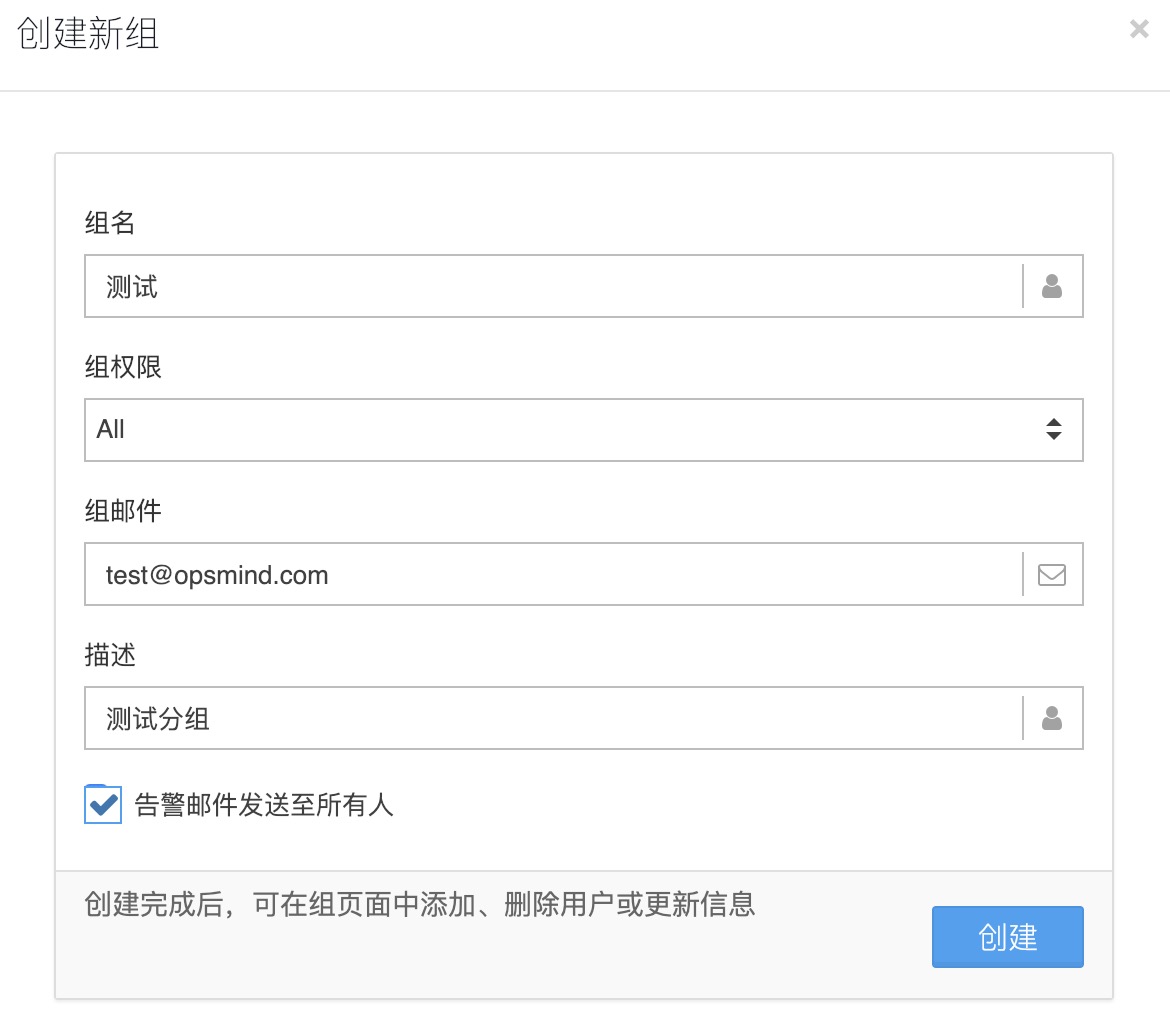 创建新组
组名
测试
组权限
All
组邮件
test@opsmind.com
描述
测试分组
告警邮件发送至所有人
创建完成后，可在组页面中添加、删除用户或更新信息
创建